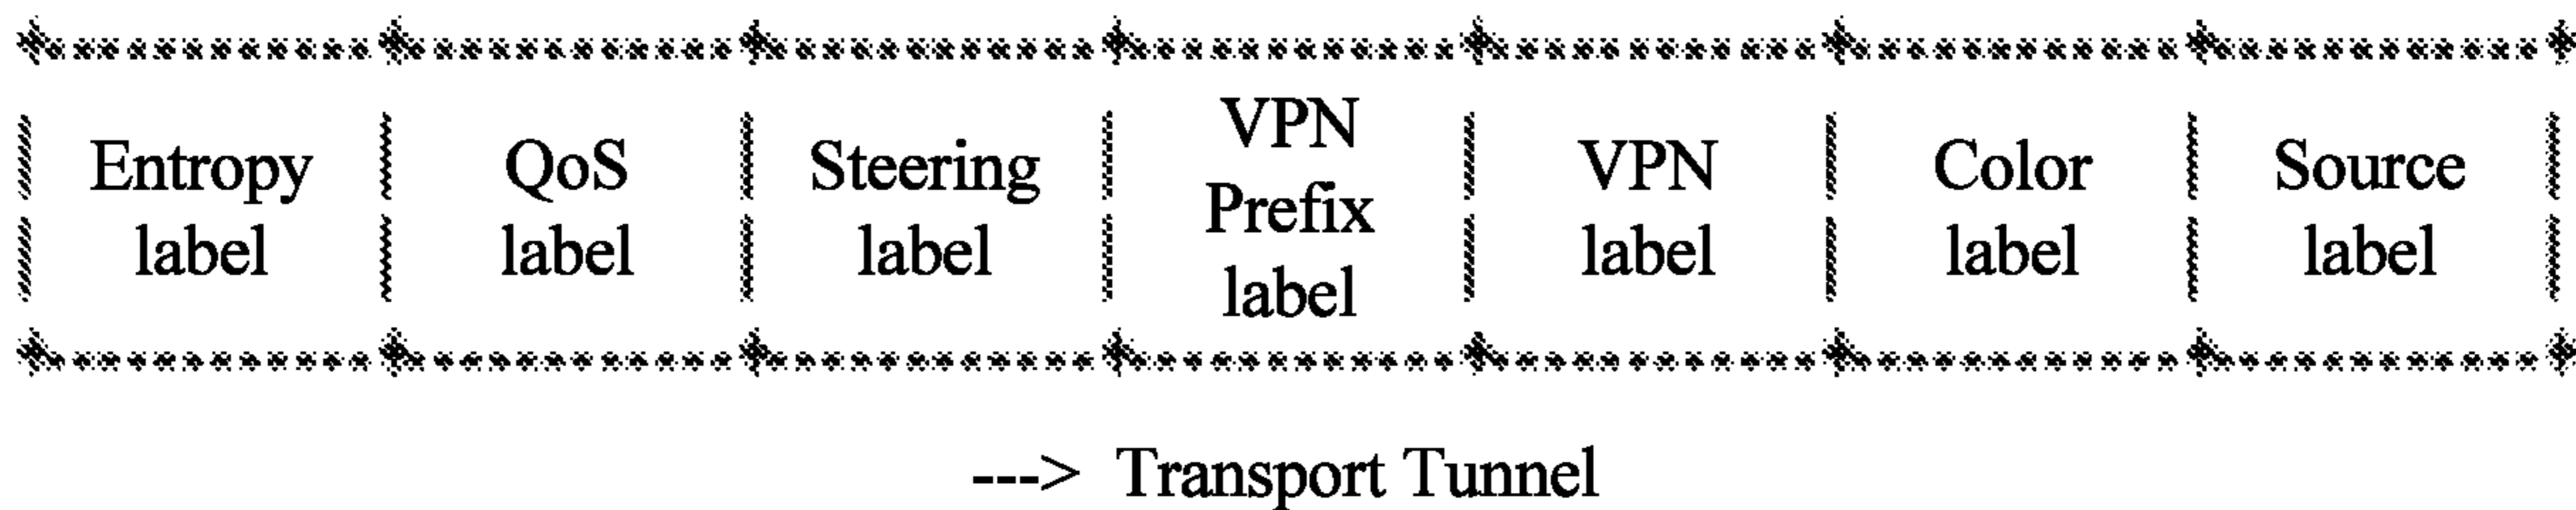 Entropy label
QoS label
Steering label
VPN Prefix label
VPN label
Color label
Source label
---> Transport Tunnel